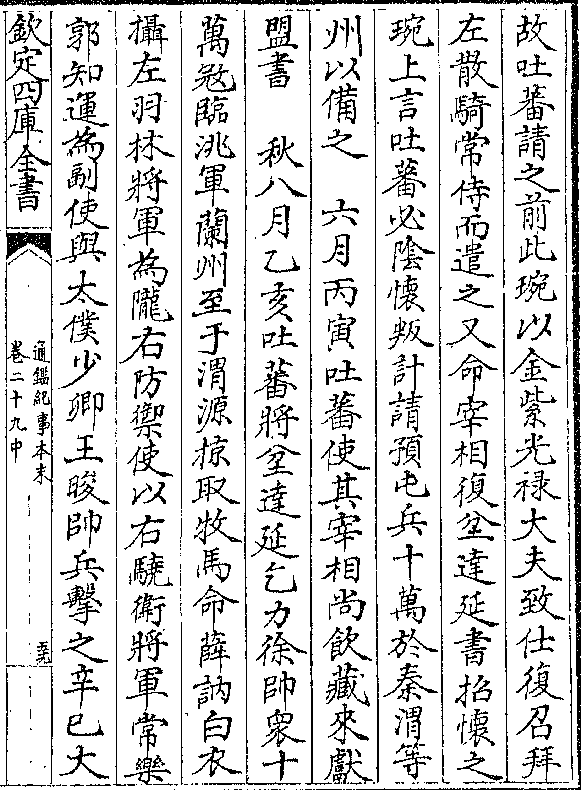 故吐蕃請之前此琬以金紫光禄大夫致仕復召拜
左散騎常侍而遣之又命宰相復坌達延書招懷之
琬上言吐蕃必陰懷叛計請預屯兵十萬於秦渭等
州以備之　六月丙寅吐蕃使其宰相尚飲藏來獻
盟書　秋八月乙亥吐蕃將坌達延乞力徐帥衆十
萬宼臨洮軍蘭州至于渭源掠取牧馬命薛訥白衣
攝左羽林將軍為隴右防禦使以右驍衛將軍常樂
郭知運為副使與太僕少卿王晙帥兵擊之辛巳大
欽定四庫全書
通鑑紀事本末
卷二十九中